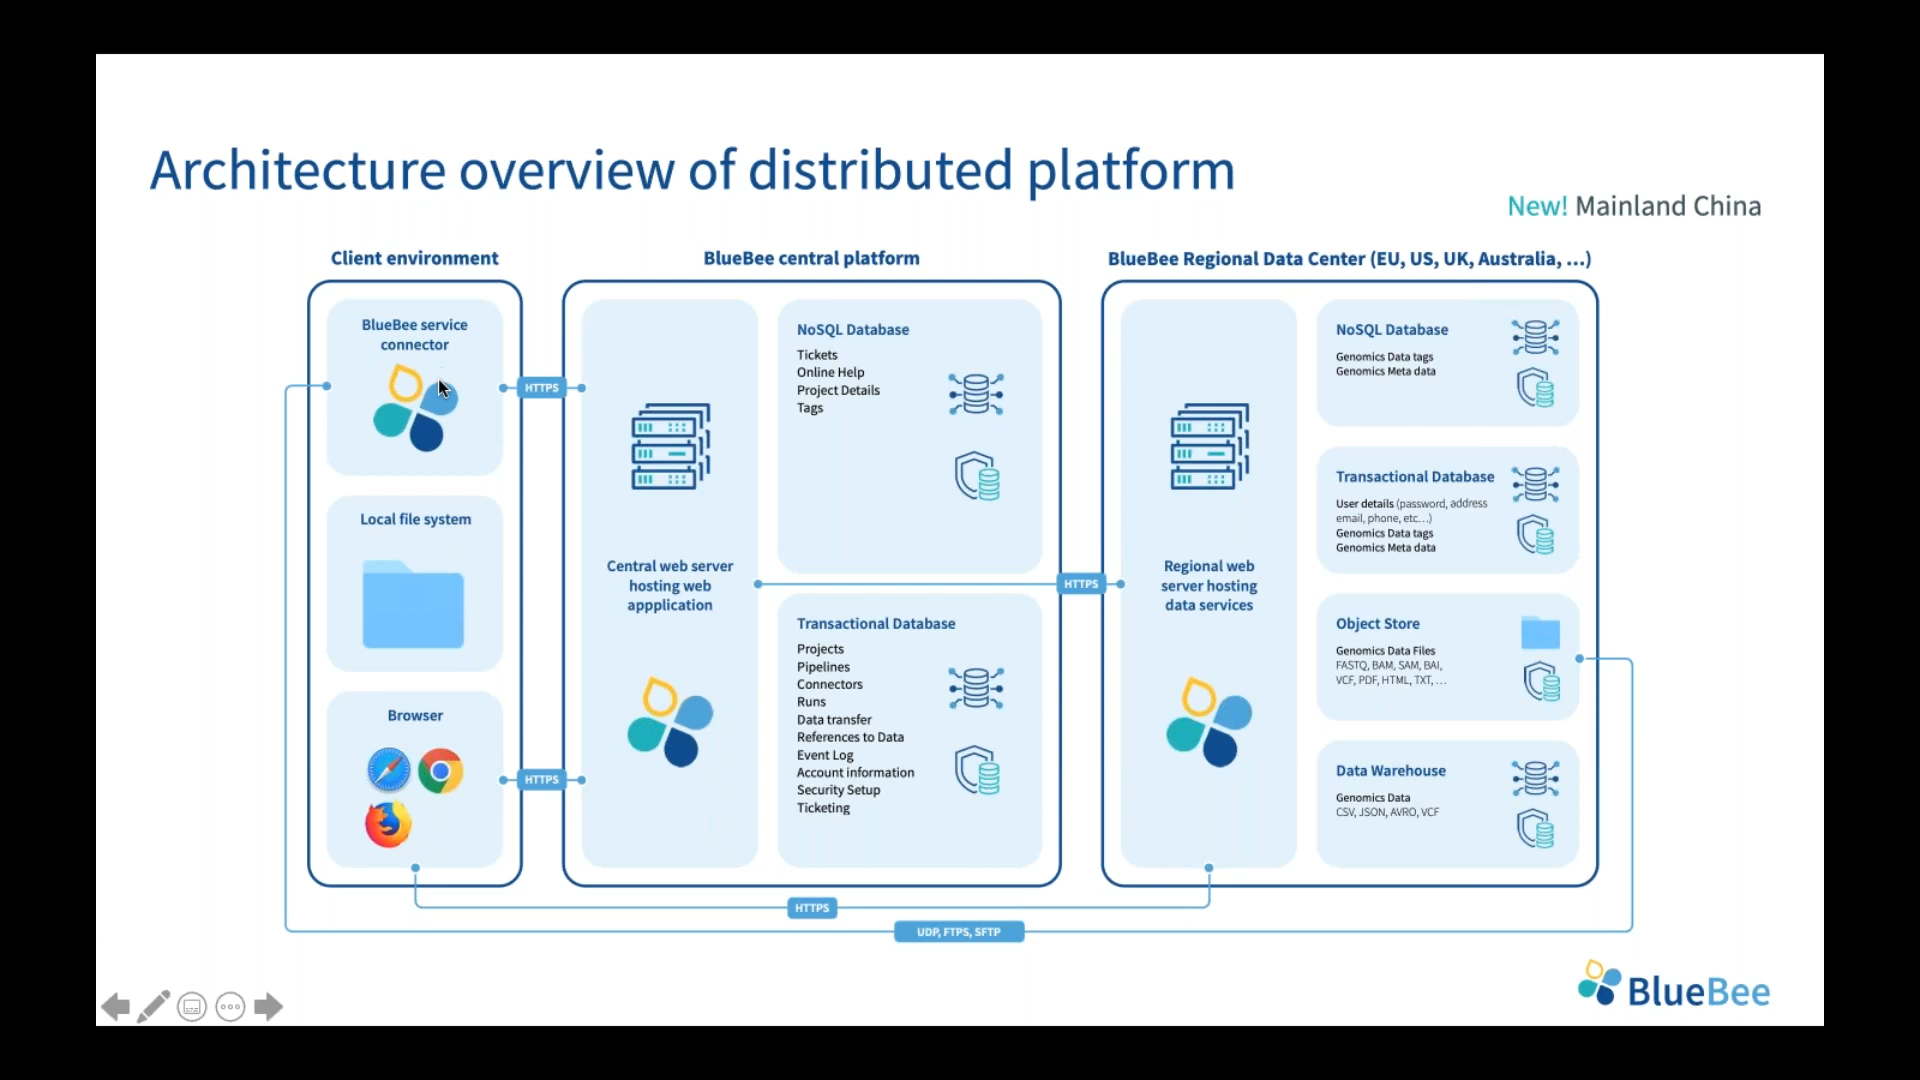 Architecture overview of distributed platform
New! Mainland China
Client environment
BlueBee service
connector
Local file system
Browser
HTTPS
HTTPS
BlueBee central platform
Central web server
hosting web
appplication
NoSQL Database
Tickets
Online Help
Project Details
Tags
Transactional Database
Projects
Pipelines
Connectors
Runs
Data transfer
References to Data
Event Log
Account information
Security Setup
Ticketing
HTTPS
BlueBee Regional Data Center (EU, US, UK, Australia, ...)
Regional web
server hosting
data services
NoSQL Database
Genomics Data tags
Genomics Meta data
Transactional Database
User details (password, address
email, phone, etc...)
Genomics Data tags
Genomics Meta data
Object Store
Genomics Data Files
FASTQ, BAM, SAM, BAI,
VCF, PDF, HTML, TXT, ...
Data Warehouse
Genomics Data
CSV, JSON, AVRO, VCF
HTTPS
UDP, FTPS, SFTP
BlueBee